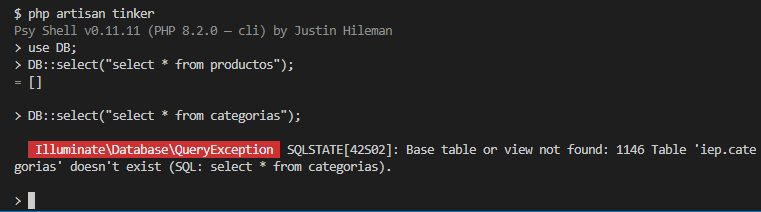 $ php artisan tinker
Psy Shell v0.11.11 (PHP 8.2.0 — cli) by Justin Hileman
> use DB;
> DB::select("select * from productos");
= []
> DB::select("select * from categorias");
Illuminate\Database\QueryException  SQLSTATE[42S02]: Base table or view not found: 1146 Table 'iep.cate
gorias' doesn't exist (SQL: select * from categorias).
>